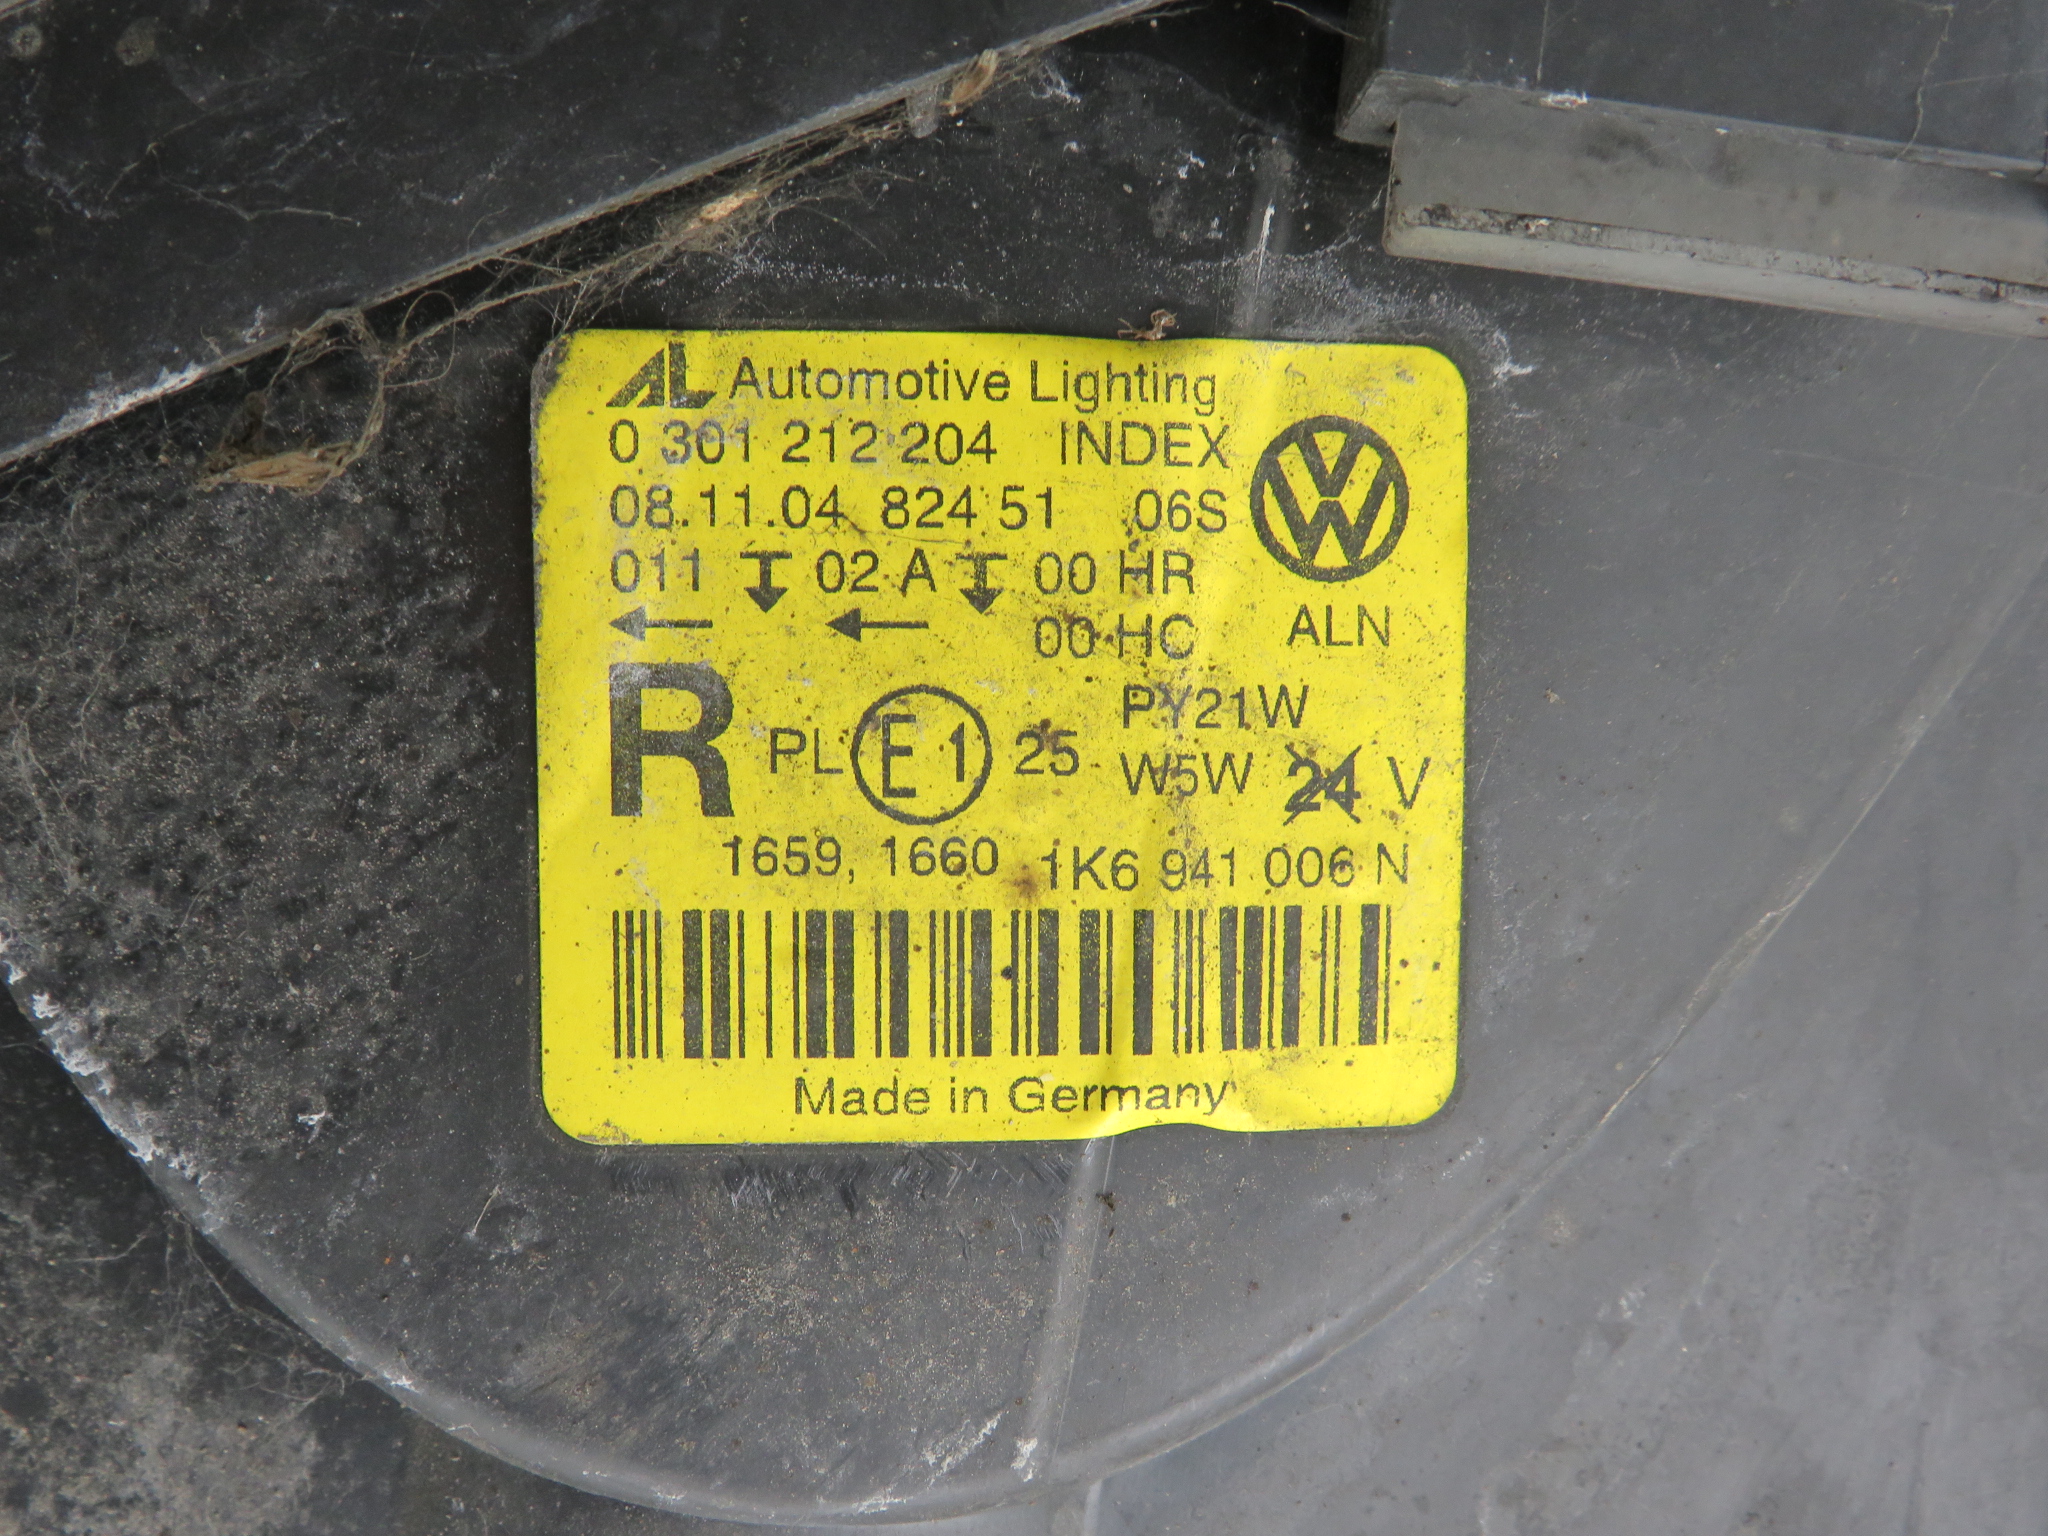 AL Automotive Lighting
0 301 212 204 INDEX
08.11.04 824 51 06S
011 02 A 00 HR
00 HC ALN
R PL E1 25 PY21W
W5W 24 V
1659, 1660 1K6 941 006 N
Made in Germany